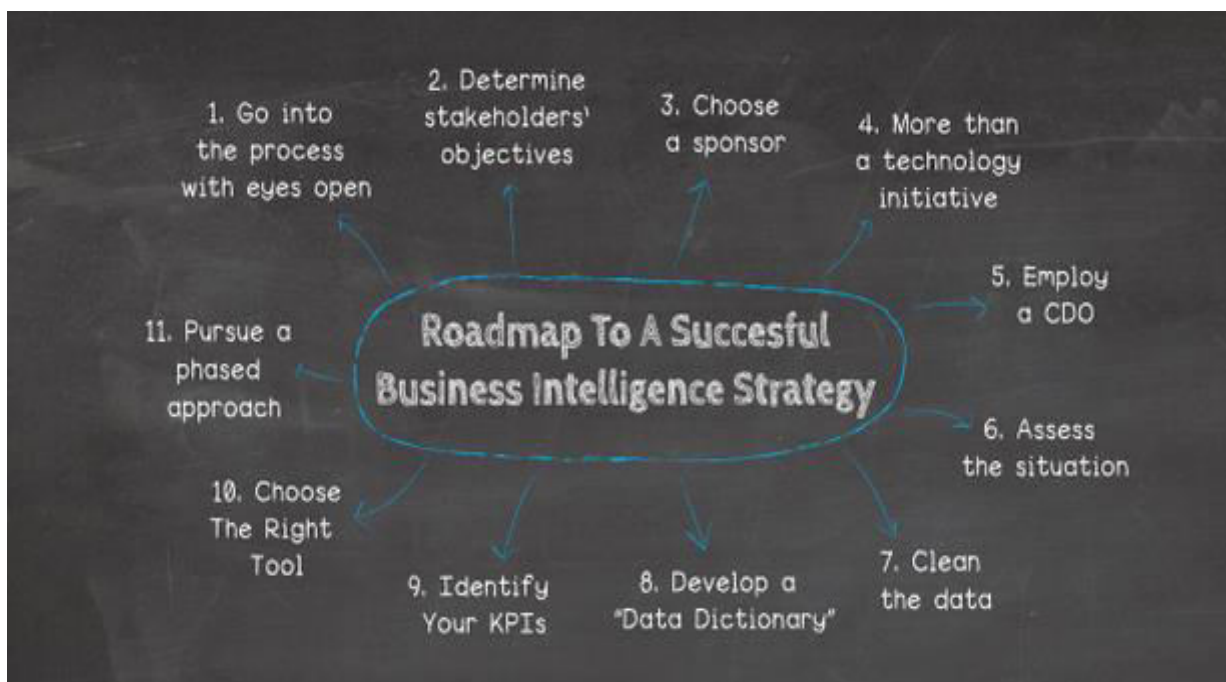 Roadmap To A Succesful
Business Intelligence Strategy
1. Go into
the process
with eyes open
2. Determine
stakeholders'
objectives
3. Choose
a sponsor
4. More than
a technology
initiative
5. Employ
a CDO
6. Assess
the situation
7. Clean
the data
8. Develop a
"Data Dictionary"
9. Identify
Your KPIs
10. Choose
The Right
Tool
11. Pursue a
phased
approach